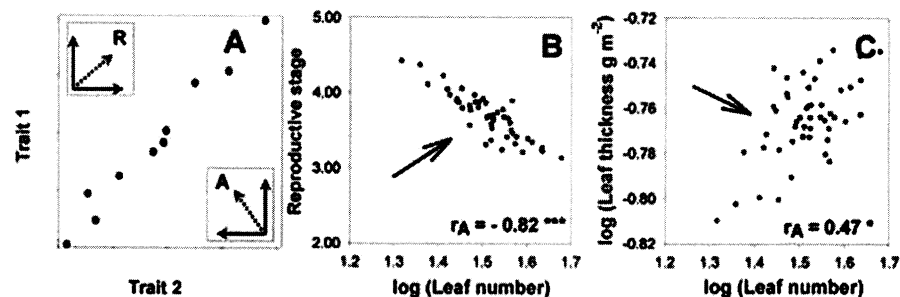 A
R
A
Trait 1
Trait 2
B
5.00
4.00
3.00
2.00
Reproductive stage
r_A = - 0.82 ***
1.2 1.3 1.4 1.5 1.6 1.7
log (Leaf number)
C
-0.72
-0.74
-0.76
-0.78
-0.80
-0.82
log (Leaf thickness g m⁻²)
r_A = 0.47 *
1.2 1.3 1.4 1.5 1.6 1.7
log (Leaf number)